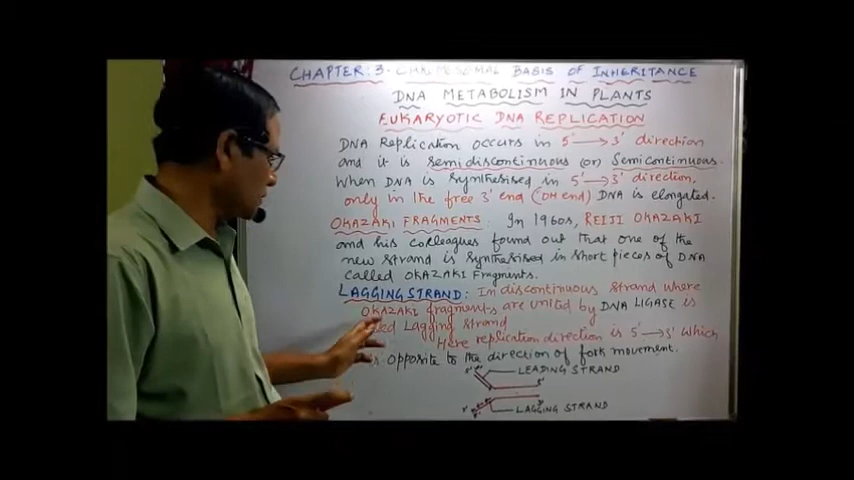 CHAPTER: 3. CHROMOSOMAL BASIS OF INHERITANCE
DNA METABOLISM IN PLANTS
EUKARYOTIC DNA REPLICATION
DNA Replication occurs in 5' → 3' direction
and it is semidiscontinuous (or) Semicontinuous.
When DNA is synthesised in 5' → 3' direction,
only in the free 3' end (OH end) DNA is elongated.
OKAZAKI FRAGMENTS: In 1960s, REIJI OKAZAKI
and his colleagues found out that one of the
new strand is synthesised in short pieces of DNA
called OKAZAKI Fragments.
LAGGING STRAND: In discontinuous strand where
OKAZAKI fragments are united by DNA LIGASE is
Lagging strand
Here replication direction is 5' → 3' which
is opposite to the direction of fork movement.
LEADING STRAND
LAGGING STRAND